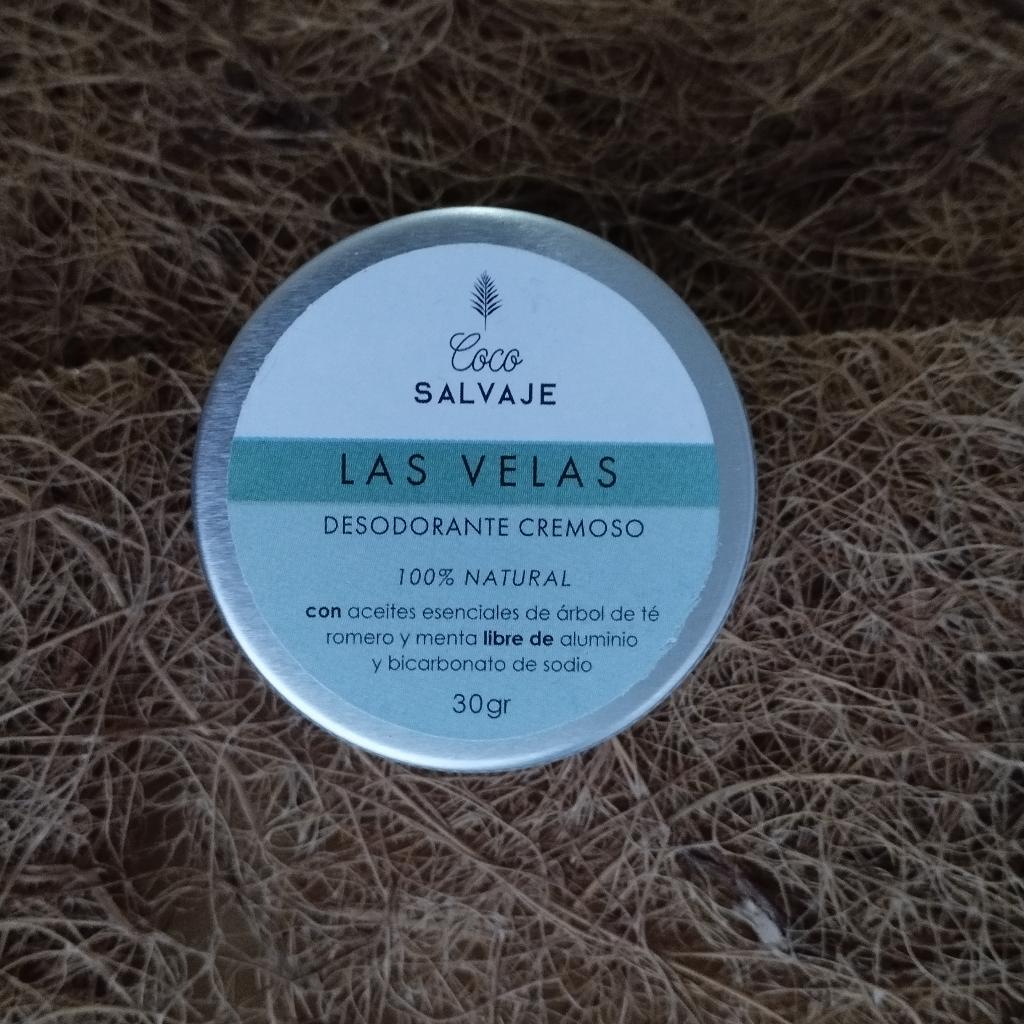 Coco
SALVAJE
LAS VELAS
DESODORANTE CREMOSO
100% NATURAL
con aceites esenciales de árbol de té
romero y menta libre de aluminio
y bicarbonato de sodio
30gr